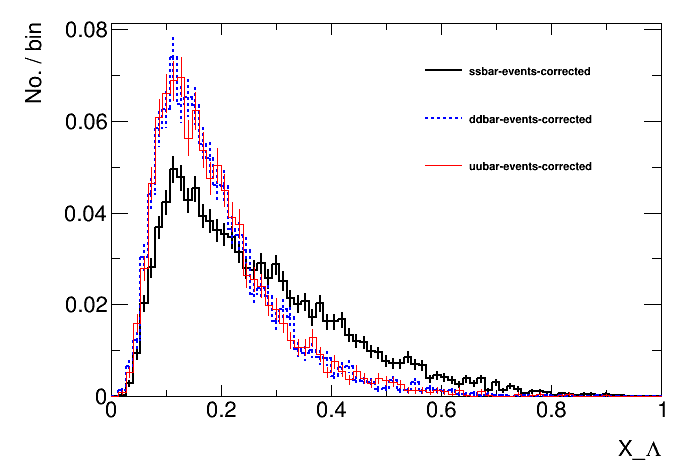 No. / bin
0.08
0.06
0.04
0.02
0
ssbar-events-corrected
ddbar-events-corrected
uubar-events-corrected
0 0.2 0.4 0.6 0.8 1
X_Λ